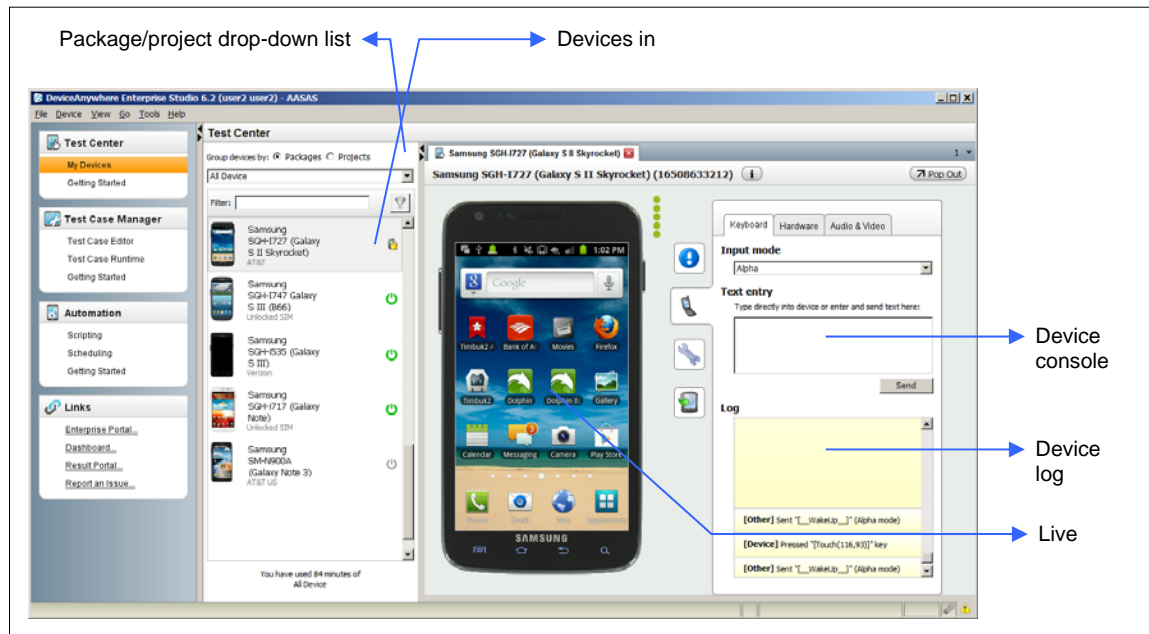 Package/project drop-down list
Devices in
DeviceAnywhere Enterprise Studio 6.2 (user2 user2) - AASAS
File Device View Go Tools Help
Test Center
My Devices
Getting Started
Test Case Manager
Test Case Editor
Test Case Runtime
Getting Started
Automation
Scripting
Scheduling
Getting Started
Links
Enterprise Portal...
Dashboard...
Result Portal...
Report an Issue...
Test Center
Group devices by: Packages Projects
All Device
Filter:
Samsung
SGH-I727 (Galaxy
S II Skyrocket)
AT&T
Samsung
SGH-I747 Galaxy
S III (B66)
Unlocked SIM
Samsung
SGH-I535 (Galaxy
S III)
Verizon
Samsung
SGH-I717 (Galaxy
Note)
Unlocked SIM
Samsung
SM-N900A
(Galaxy Note 3)
AT&T US
You have used 84 minutes of
All Device
Samsung SGH-I727 (Galaxy S II Skyrocket)
1
Samsung SGH-I727 (Galaxy S II Skyrocket) (16508633212)
Pop Out
1:02 PM
Google
Timbuk2 Bank of A Movies Firefox
Timbuk2 Dolphin Dolphin Gallery
Calendar Messaging Camera Play Store
SAMSUNG
Keyboard Hardware Audio & Video
Input mode
Alpha
Text entry
Type directly into device or enter and send text here:
Send
Log
[Other] Sent "[__WakeUp__]" (Alpha mode)
[Device] Pressed "[Touch(116,93)]" key
[Other] Sent "[__WakeUp__]" (Alpha mode)
Device
console
Device
log
Live